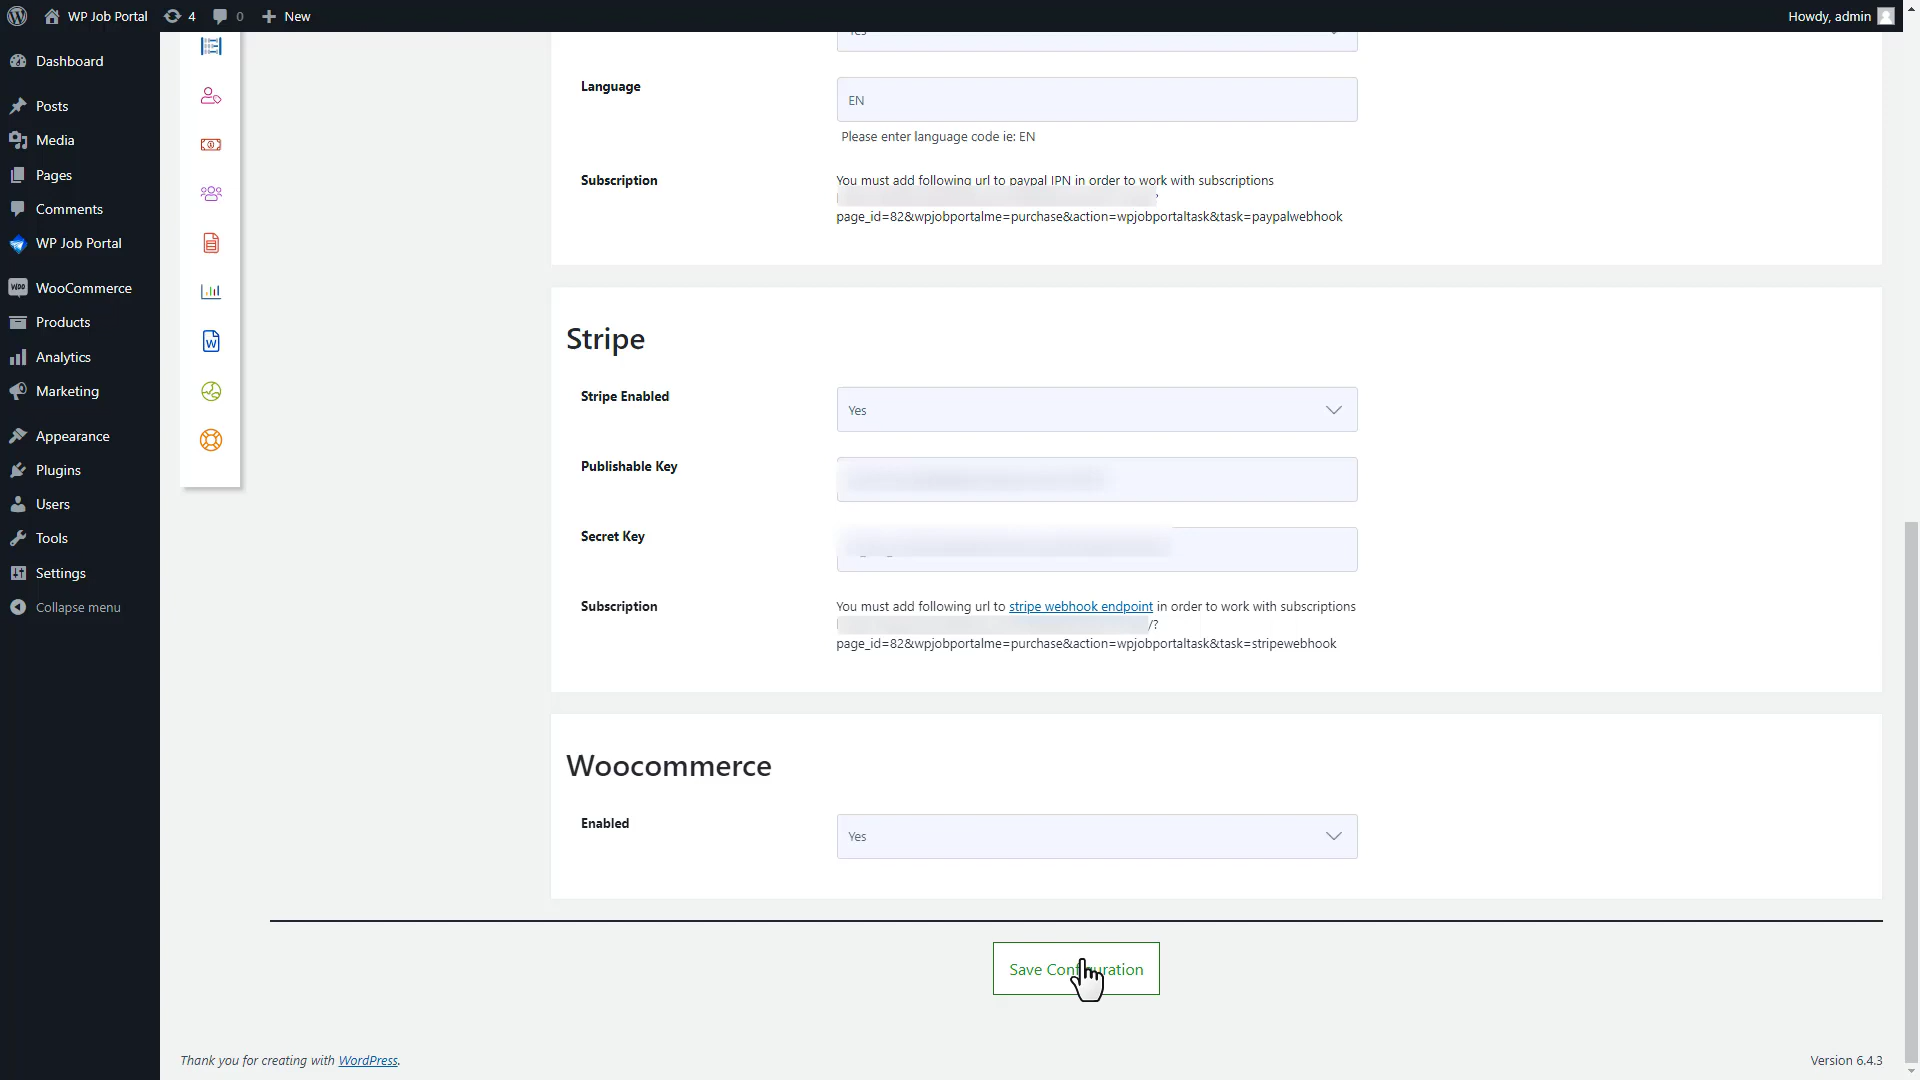 WP Job Portal
4
0
New
Howdy, admin
Dashboard
Posts
Media
Pages
Comments
WP Job Portal
WooCommerce
Products
Analytics
Marketing
Appearance
Plugins
Users
Tools
Settings
Collapse menu
Language
EN
Please enter language code ie: EN
Subscription
You must add following url to paypal IPN in order to work with subscriptions
page_id=82&wpjobportalme=purchase&action=wpjobportaltask&task=paypalwebhook
Stripe
Stripe Enabled
Yes
Publishable Key
Secret Key
Subscription
You must add following url to stripe webhook endpoint in order to work with subscriptions
/?
page_id=82&wpjobportalme=purchase&action=wpjobportaltask&task=stripewebhook
Woocommerce
Enabled
Yes
Save Configuration
Thank you for creating with WordPress.
Version 6.4.3